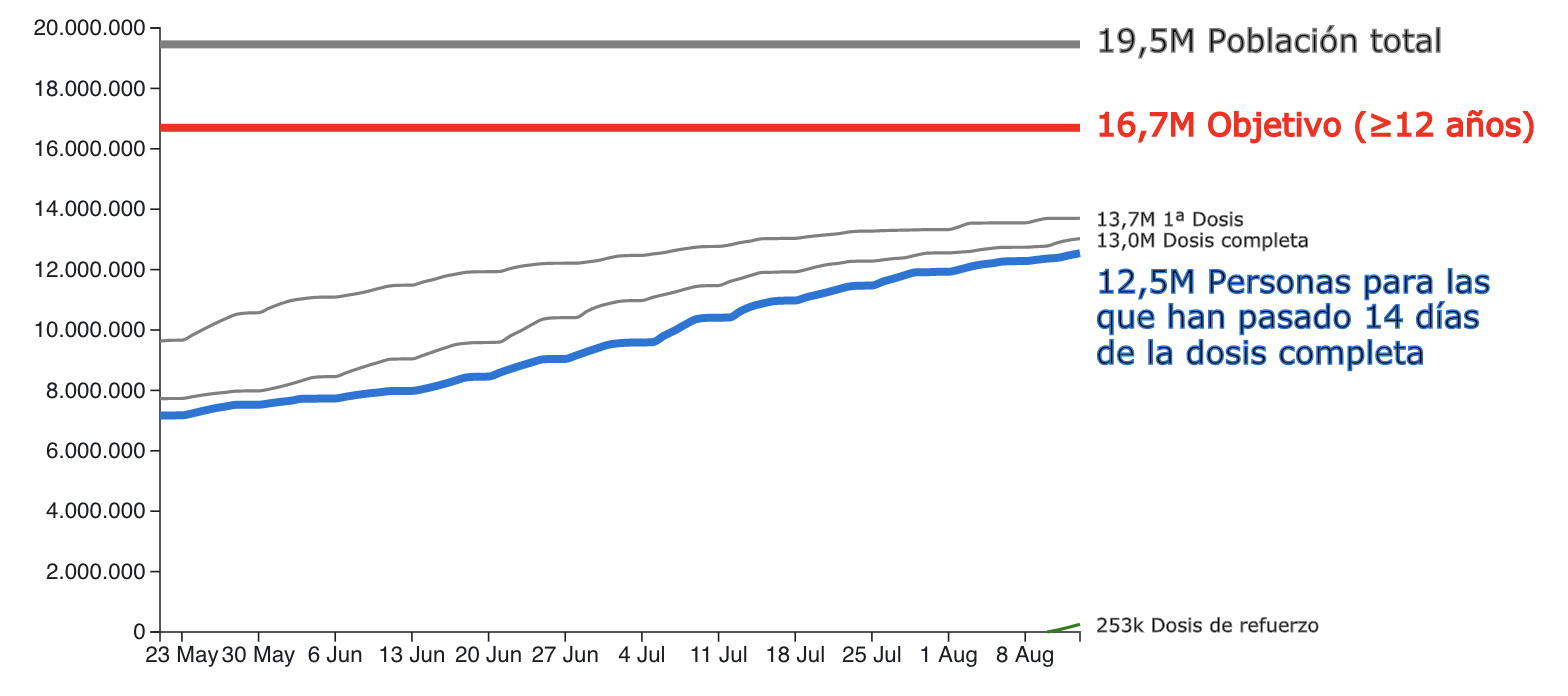 20.000.000
19,5M Población total
18.000.000
16,7M Objetivo (≥12 años)
16.000.000
14.000.000
13,7M 1ª Dosis
13,0M Dosis completa
12.000.000
12,5M Personas para las
que han pasado 14 días
de la dosis completa
10.000.000
8.000.000
6.000.000
4.000.000
2.000.000
0
253k Dosis de refuerzo
23 May 30 May 6 Jun 13 Jun 20 Jun 27 Jun 4 Jul 11 Jul 18 Jul 25 Jul 1 Aug 8 Aug